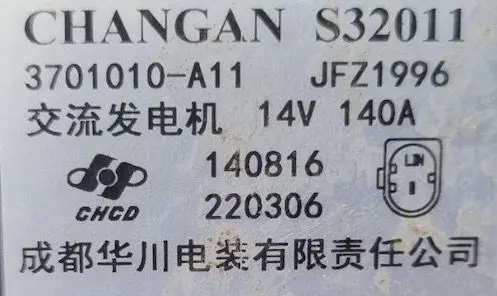 CHANGAN S32011
3701010-A11 JFZ1996
交流发电机 14V 140A
140816
CHCD 220306
成都华川电装有限责任公司